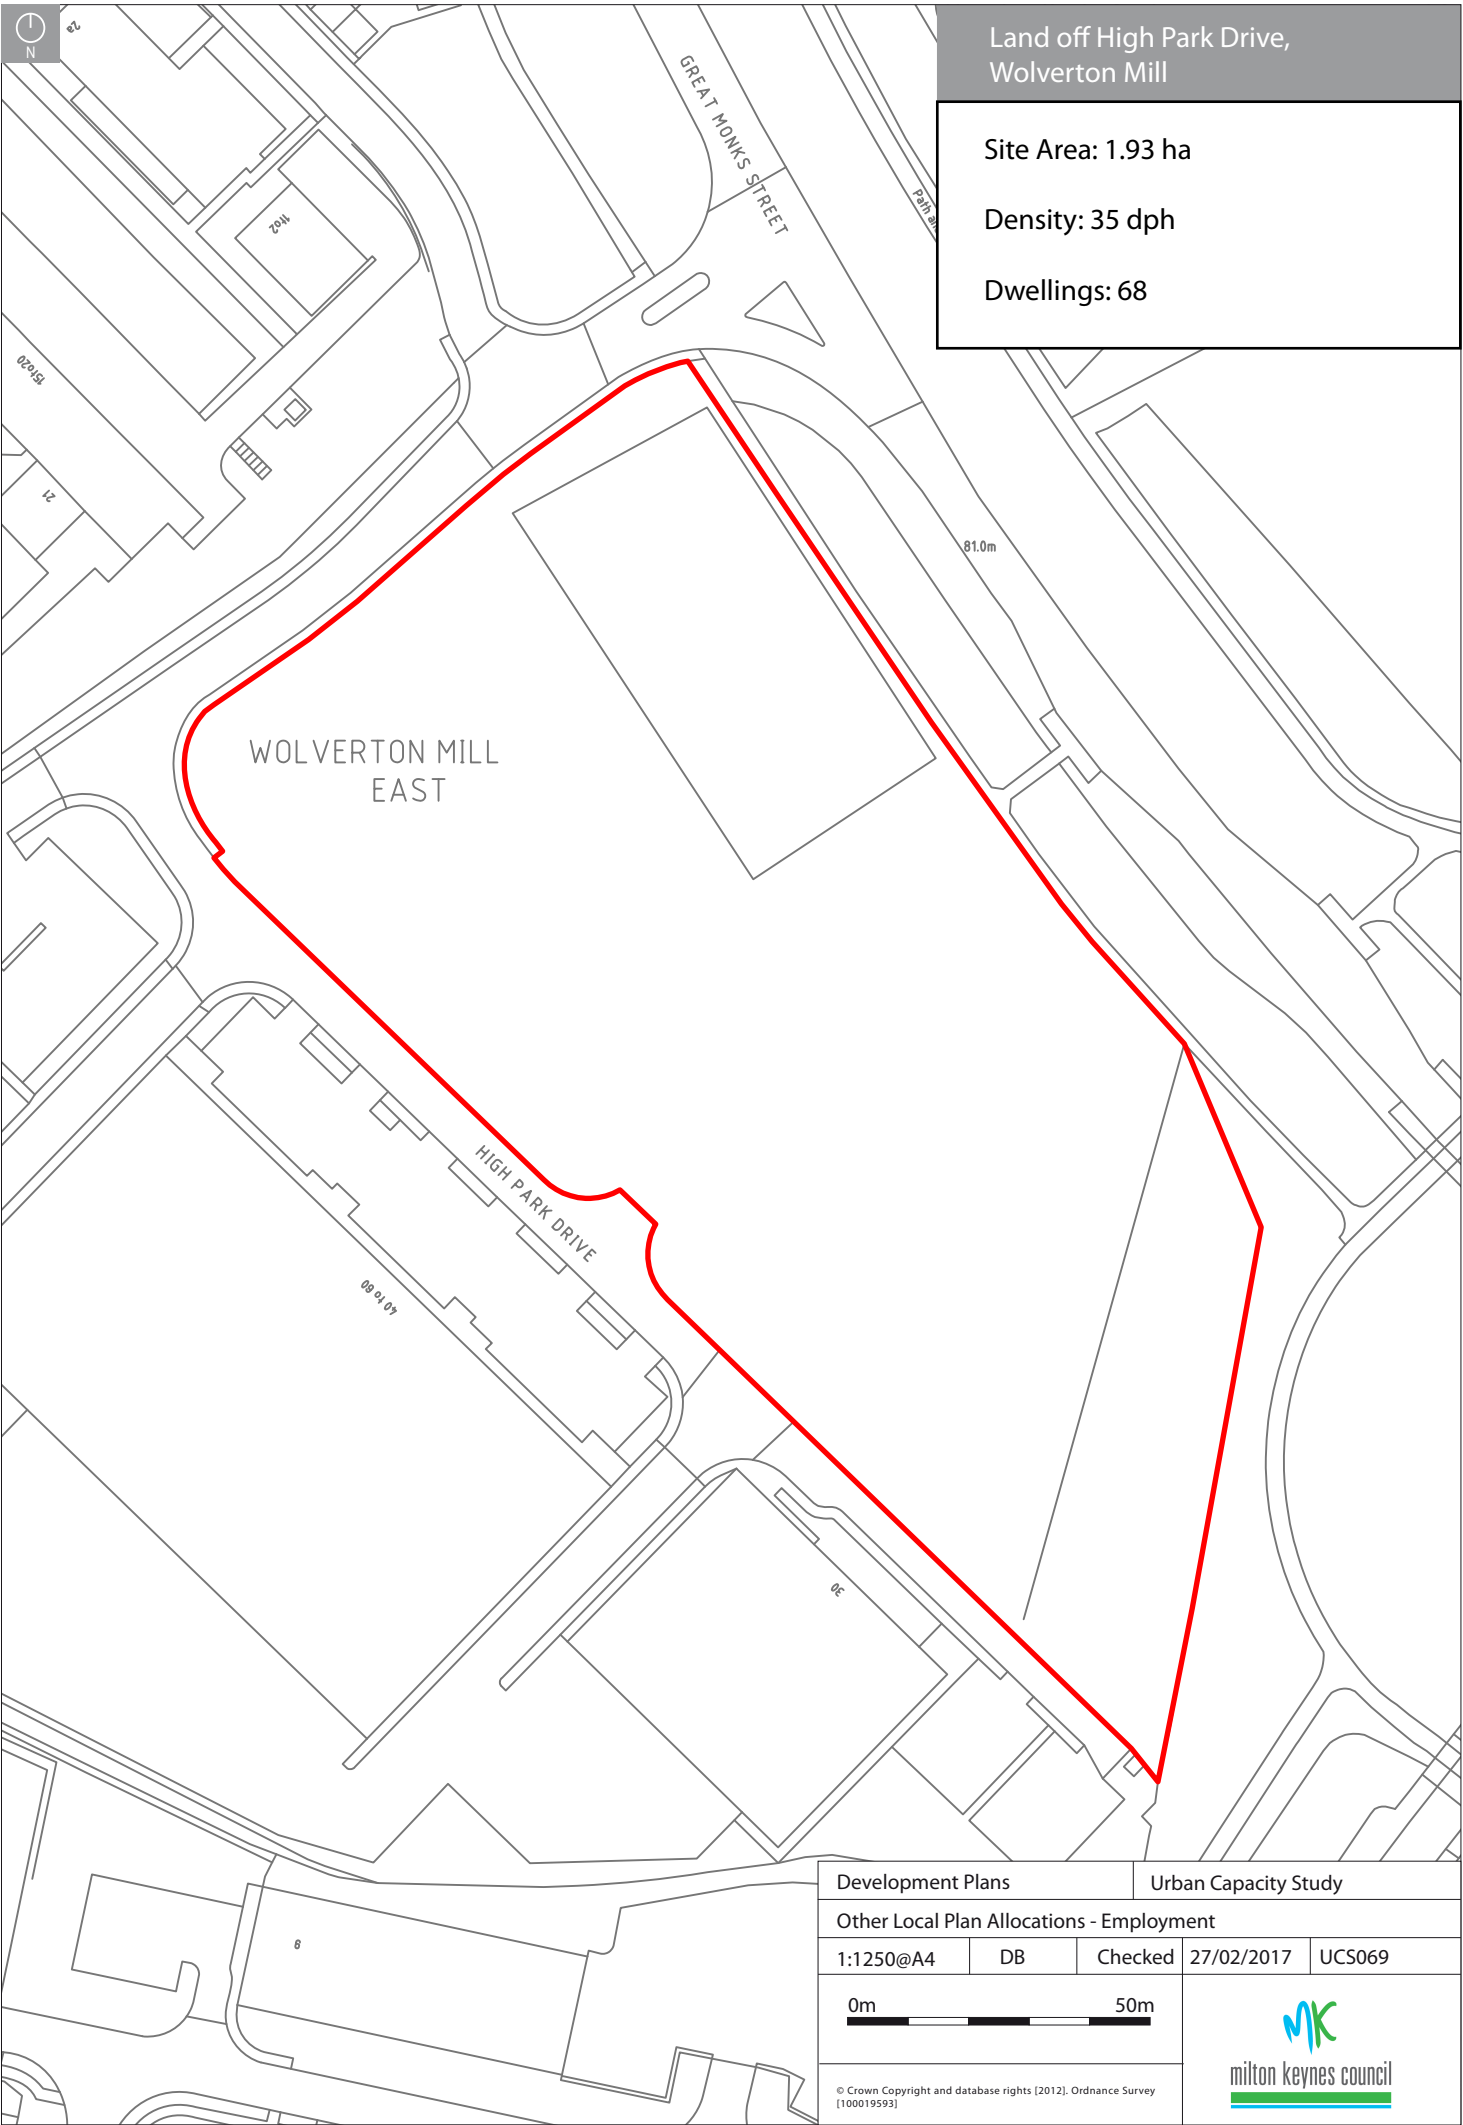 N
2a
GREAT MONKS STREET
Land off High Park Drive,
Wolverton Mill
Site Area: 1.93 ha
Density: 35 dph
Dwellings: 68
Path
1to2
15to20
21
81.0m
WOLVERTON MILL
EAST
HIGH PARK DRIVE
40 to 60
30
9
Development Plans
Urban Capacity Study
Other Local Plan Allocations - Employment
1:1250@A4
DB
Checked
27/02/2017
UCS069
0m
50m
MK
milton keynes council
© Crown Copyright and database rights [2012]. Ordnance Survey
[100019593]